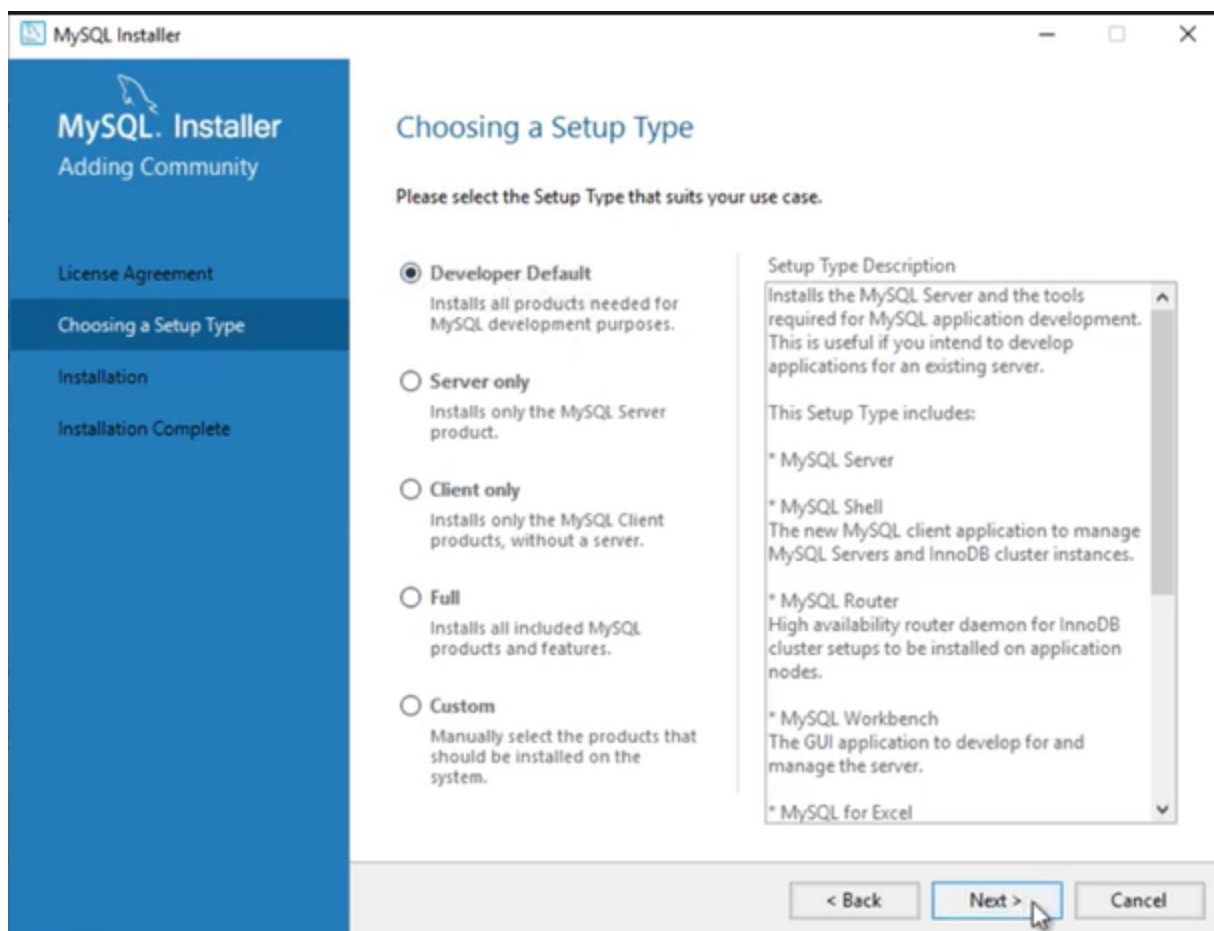 MySQL Installer
MySQL. Installer
Adding Community
License Agreement
Choosing a Setup Type
Installation
Installation Complete
Choosing a Setup Type
Please select the Setup Type that suits your use case.
Developer Default
Installs all products needed for
MySQL development purposes.
Server only
Installs only the MySQL Server
product.
Client only
Installs only the MySQL Client
products, without a server.
Full
Installs all included MySQL
products and features.
Custom
Manually select the products that
should be installed on the
system.
Setup Type Description
Installs the MySQL Server and the tools
required for MySQL application development.
This is useful if you intend to develop
applications for an existing server.
This Setup Type includes:
* MySQL Server
* MySQL Shell
The new MySQL client application to manage
MySQL Servers and InnoDB cluster instances.
* MySQL Router
High availability router daemon for InnoDB
cluster setups to be installed on application
nodes.
* MySQL Workbench
The GUI application to develop for and
manage the server.
* MySQL for Excel
< Back
Next >
Cancel